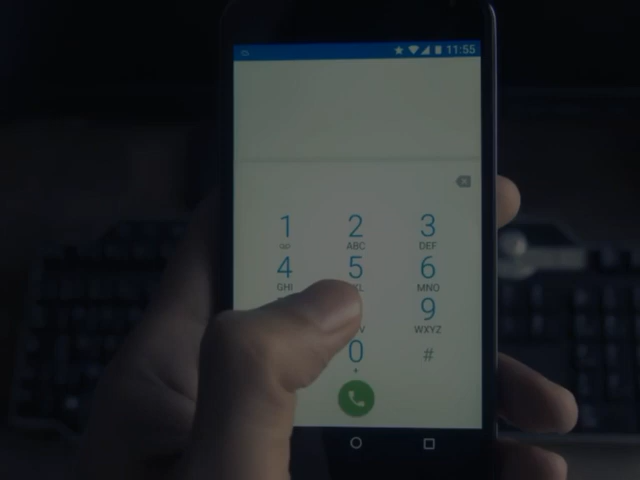 11:55
1 2 3
ABC DEF
4 5 6
GHI MNO
9
WXYZ
0 #
+